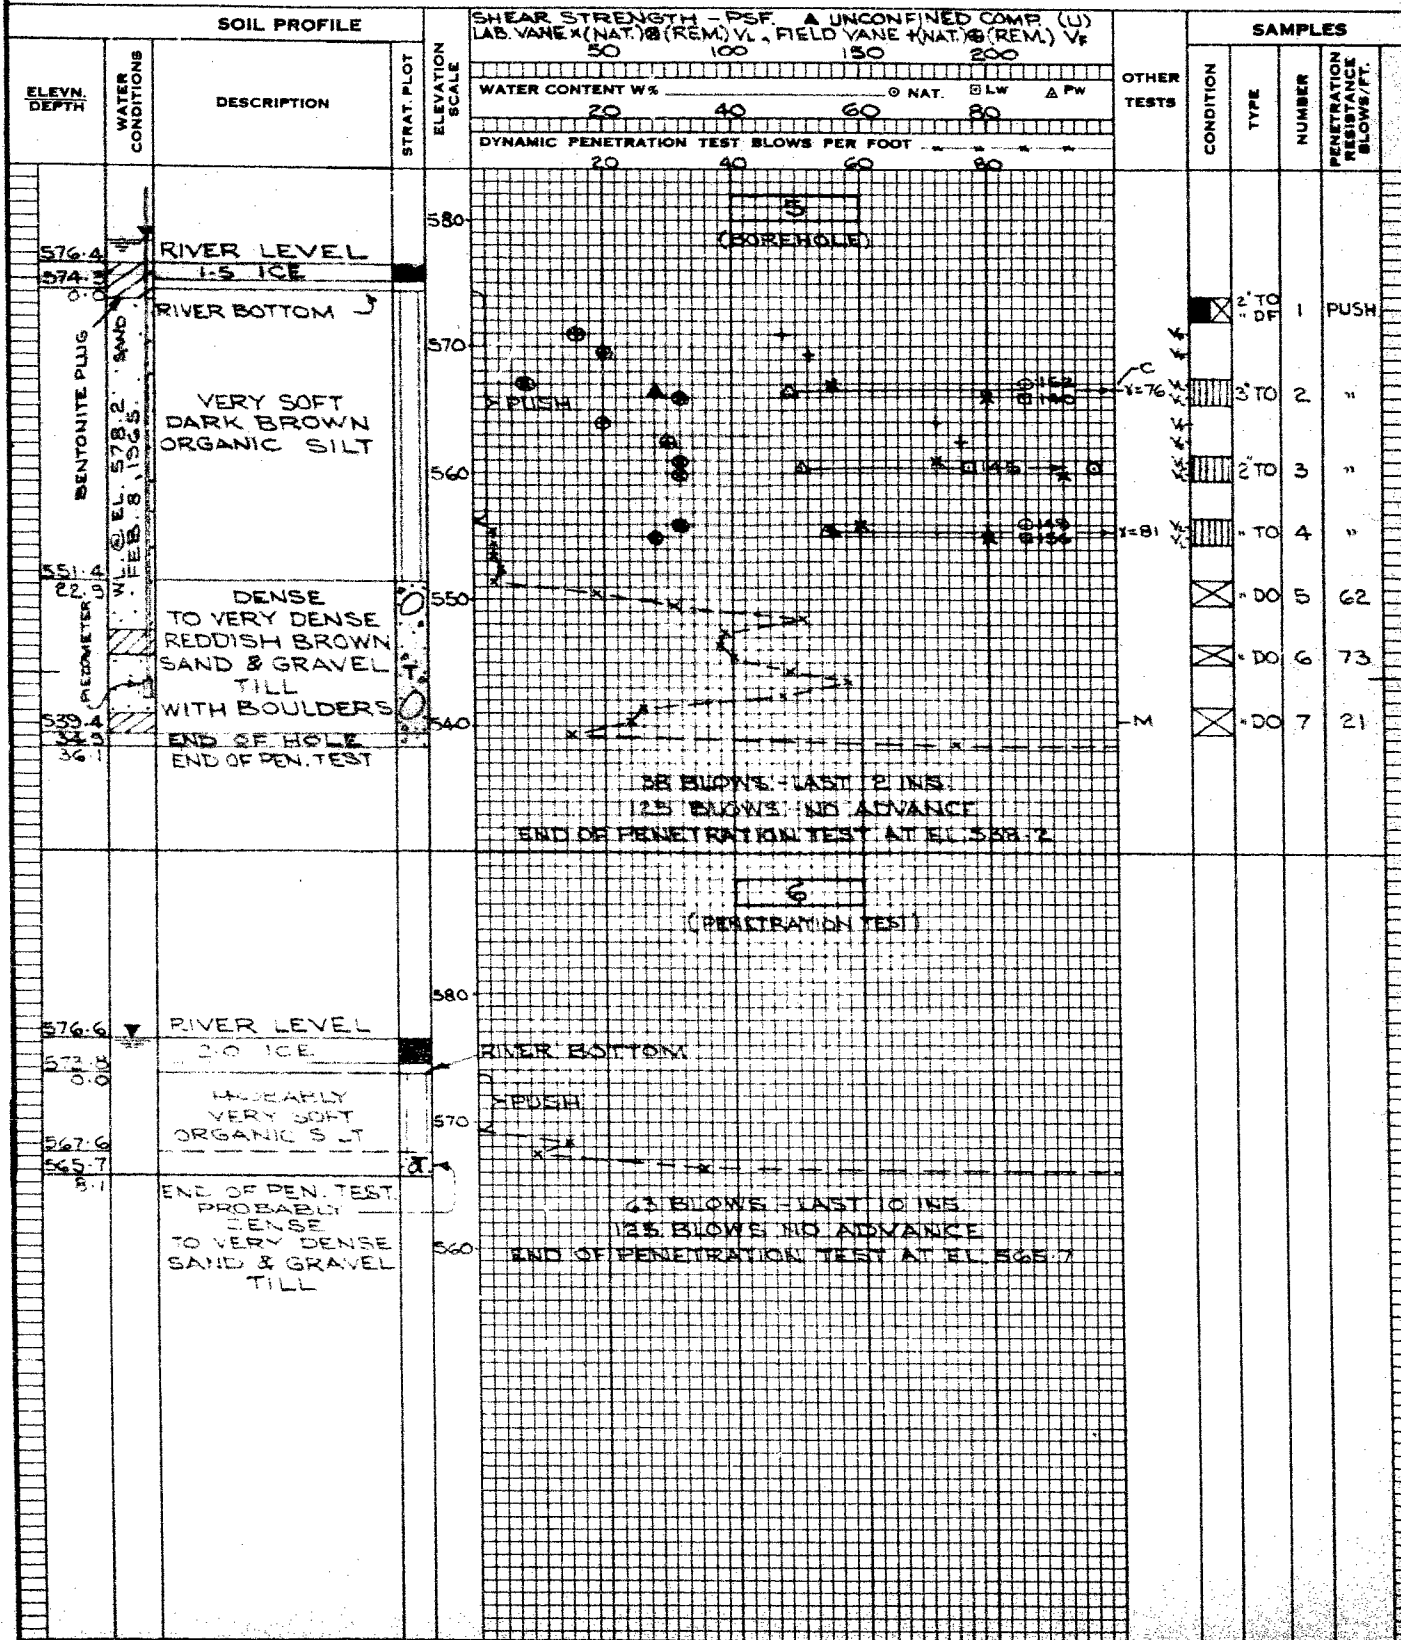 SOIL PROFILE
ELEVN.
DEPTH
WATER
CONDITIONS
DESCRIPTION
STRAT. PLOT
ELEVATION
SCALE
SHEAR STRENGTH - PSF. ▲ UNCONFINED COMP. (U)
LAB. VANE ×(NAT.)⊗(REM.) VL , FIELD VANE +(NAT.)⊕(REM.) VF
50 100 150 200
WATER CONTENT W% ⊙ NAT. ⊡ LW △ PW
20 40 60 80
DYNAMIC PENETRATION TEST BLOWS PER FOOT
20 40 60 80
OTHER
TESTS
SAMPLES
CONDITION
TYPE
NUMBER
PENETRATION
RESISTANCE
BLOWS/FT.
5
(BOREHOLE)
580
570
560
550
540
576.4 RIVER LEVEL
1.5 ICE
0.0
RIVER BOTTOM
BENTONITE PLUG
SAND
W.L. @ EL. 578.2
FEB. 8, 1965
VERY SOFT
DARK BROWN
ORGANIC SILT
PUSH
551.4
PIEZOMETER
DENSE
TO VERY DENSE
REDDISH BROWN
SAND & GRAVEL
TILL
WITH BOULDERS
539.4
END OF HOLE
36.1 END OF PEN. TEST
145
C
γ=76
γ=81
M
2" TO
" DF 1 PUSH
3" TO 2 "
2" TO 3 "
" TO 4 "
" DO 5 62
" DO 6 73
" DO 7 21
38 BLOWS - LAST 2 INS.
125 BLOWS NO ADVANCE
END OF PENETRATION TEST AT EL. 538.2
6
(PENETRATION TEST)
580
570
560
576.6 RIVER LEVEL
2.0 ICE
RIVER BOTTOM
573.8
0.0
PROBABLY
VERY SOFT
ORGANIC SILT
PUSH
567.6
565.7
END OF PEN. TEST
PROBABLY
DENSE
TO VERY DENSE
SAND & GRAVEL
TILL
63 BLOWS - LAST 10 INS.
125 BLOWS NO ADVANCE
END OF PENETRATION TEST AT EL. 565.7